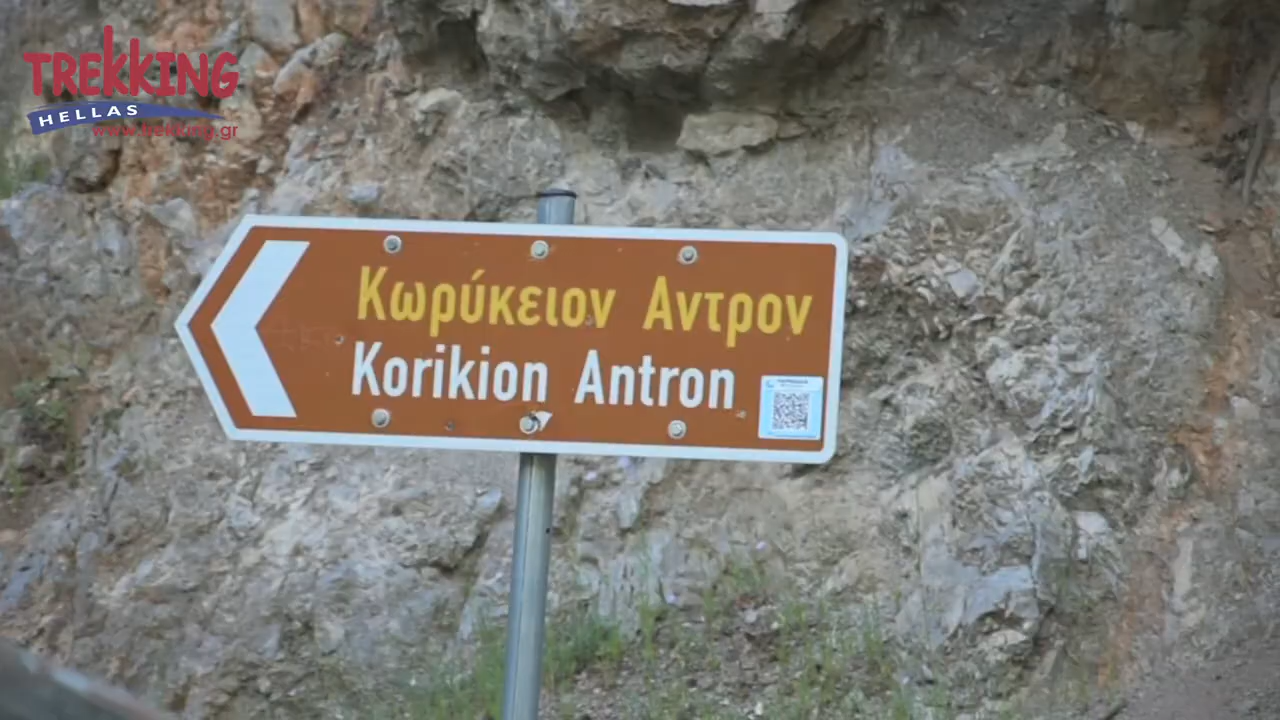 TREKKING
HELLAS
www.trekking.gr
Κωρύκειον Αντρον
Korikion Antron